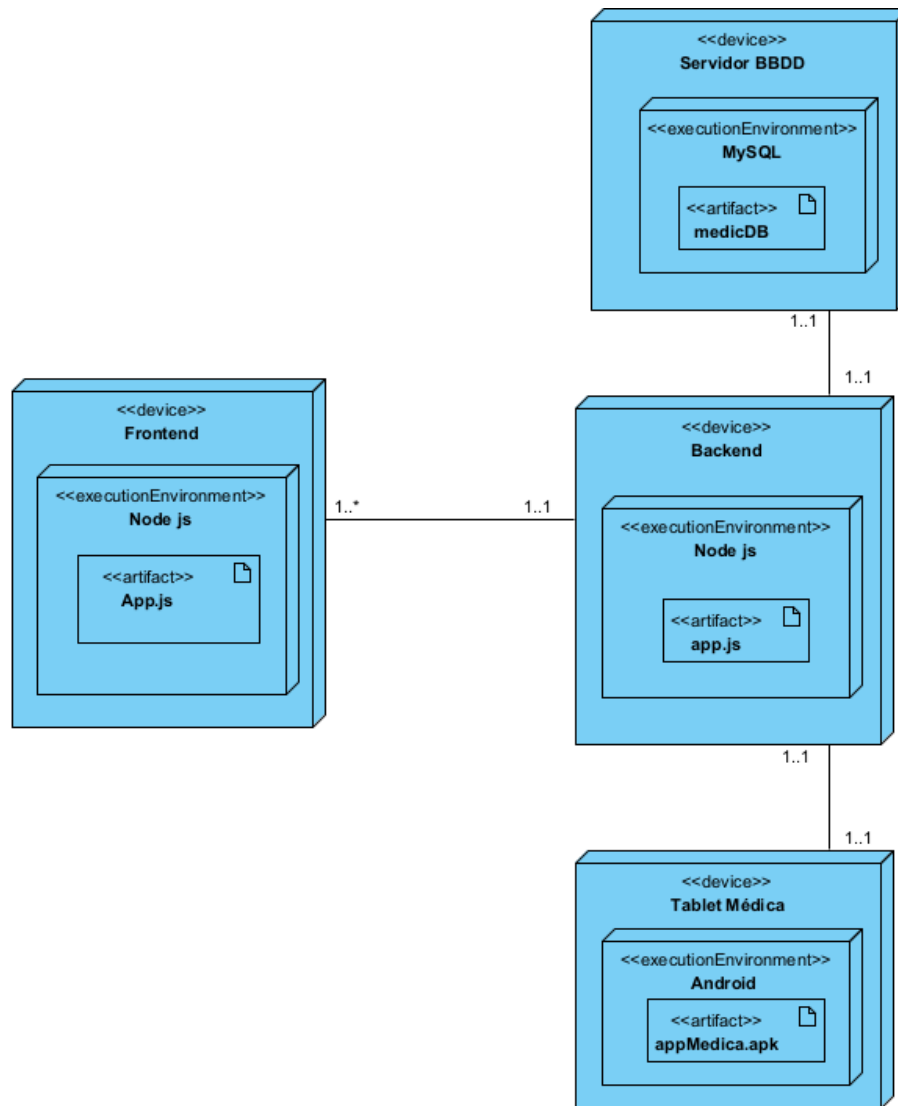 <<device>>
Servidor BBDD
<<executionEnvironment>>
MySQL
<<artifact>>
medicDB
1..1
1..1
<<device>>
Frontend
<<executionEnvironment>>
Node js
<<artifact>>
App.js
1..*
1..1
<<device>>
Backend
<<executionEnvironment>>
Node js
<<artifact>>
app.js
1..1
1..1
<<device>>
Tablet Médica
<<executionEnvironment>>
Android
<<artifact>>
appMedica.apk